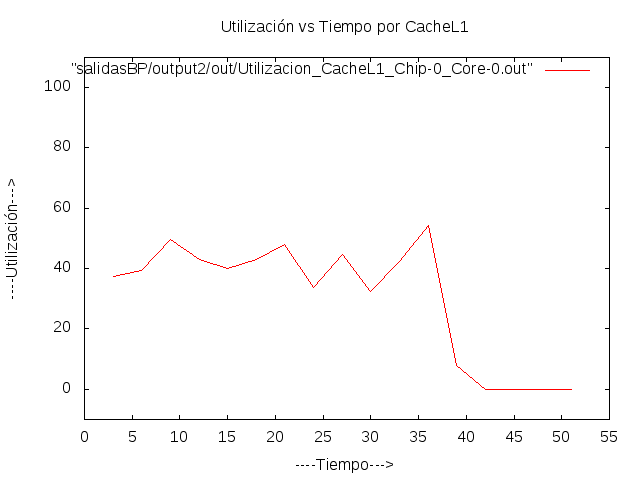 Utilización vs Tiempo por CacheL1
"salidasBP/output2/out/Utilizacion_CacheL1_Chip-0_Core-0.out"
100
80
60
40
20
0
----Utilización--->
0 5 10 15 20 25 30 35 40 45 50 55
----Tiempo--->